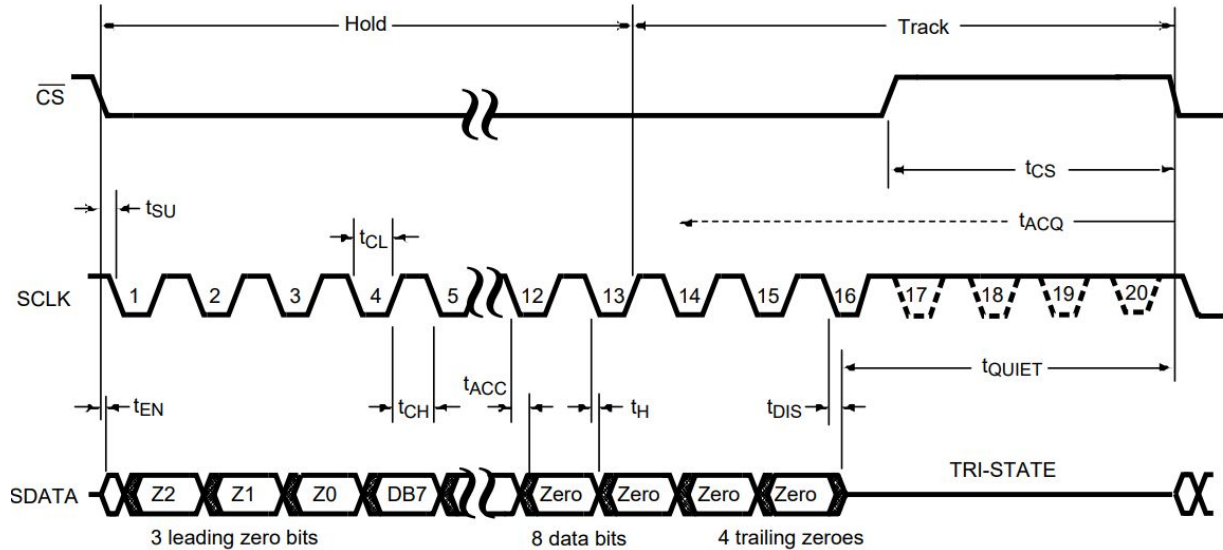 Hold Track
CS
tCS
tSU
tACQ
tCL
SCLK 1 2 3 4 5 12 13 14 15 16 17 18 19 20
tQUIET
tACC
tEN tCH tH tDIS
TRI-STATE
SDATA Z2 Z1 Z0 DB7 Zero Zero Zero Zero
3 leading zero bits 8 data bits 4 trailing zeroes